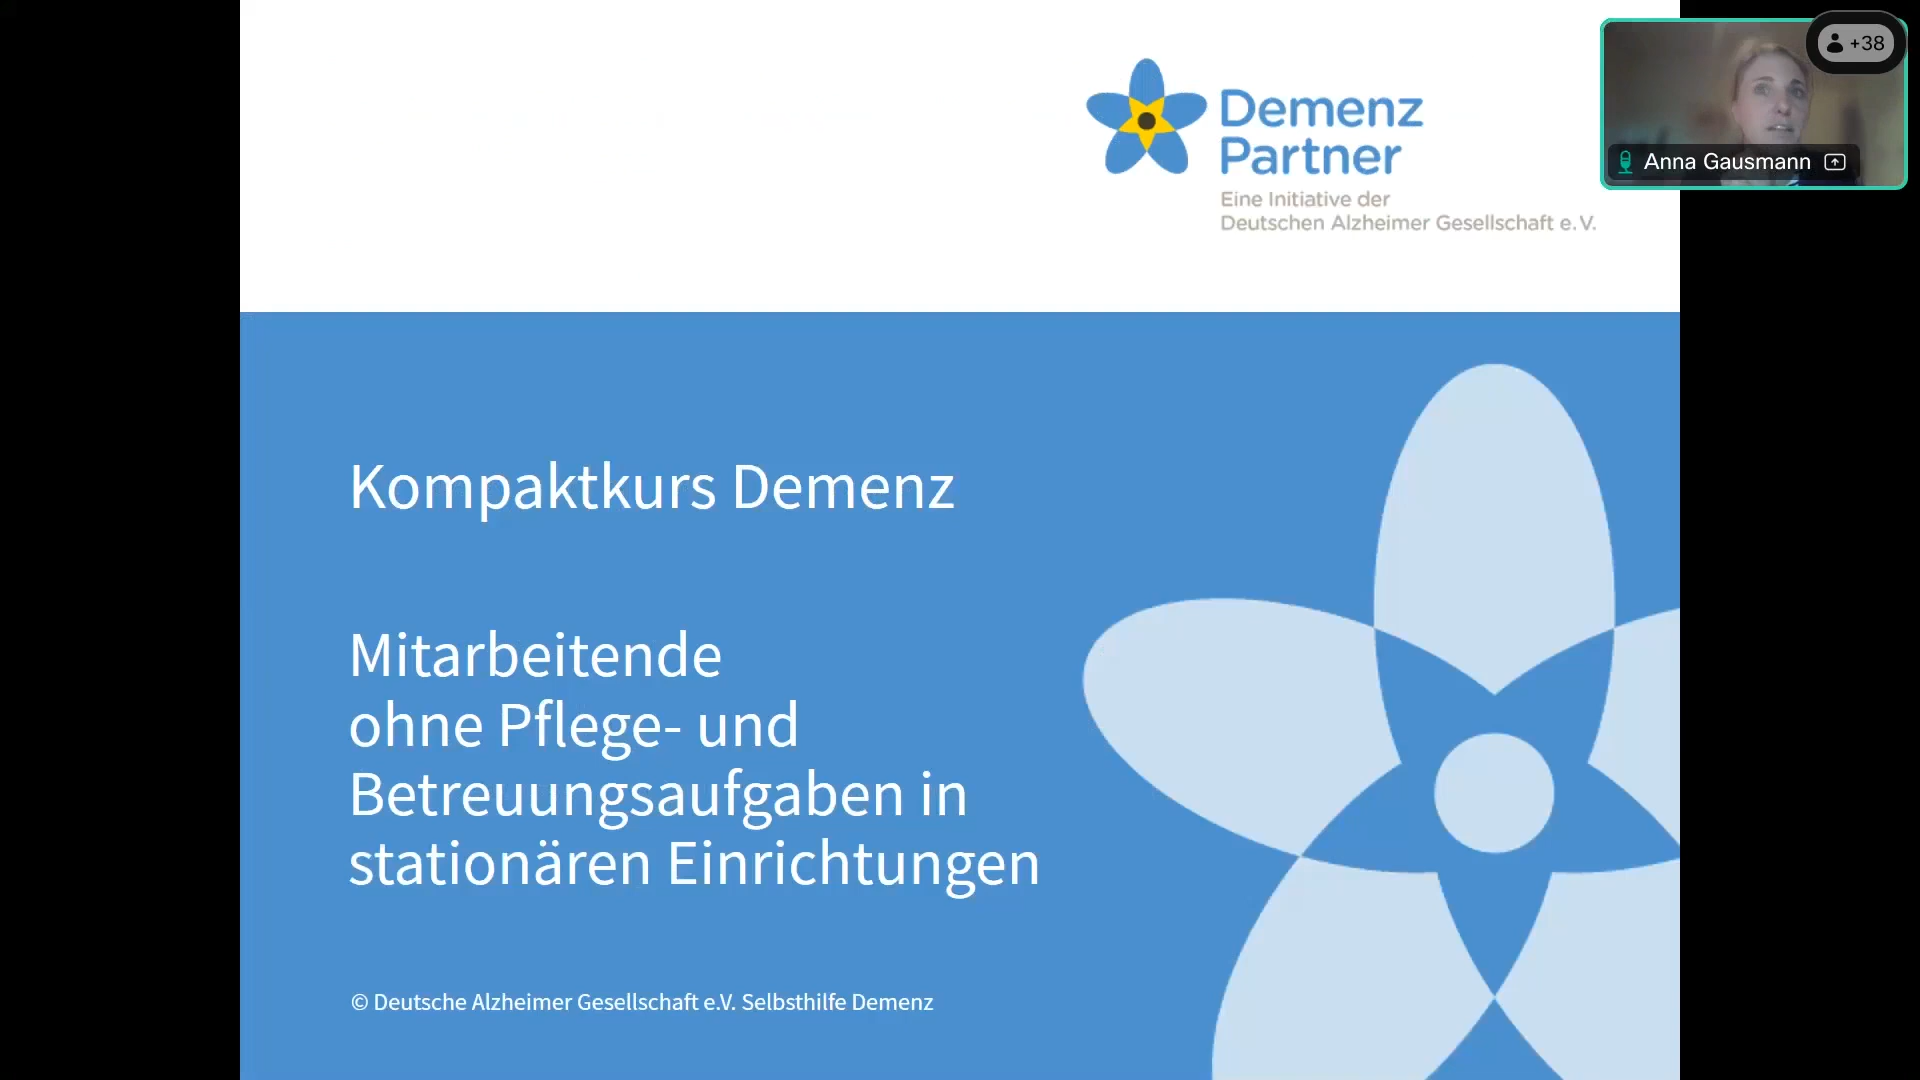 Demenz
Partner
Eine Initiative der
Deutschen Alzheimer Gesellschaft e.V.
+38
Anna Gausmann
Kompaktkurs Demenz
Mitarbeitende
ohne Pflege- und
Betreuungsaufgaben in
stationären Einrichtungen
© Deutsche Alzheimer Gesellschaft e.V. Selbsthilfe Demenz